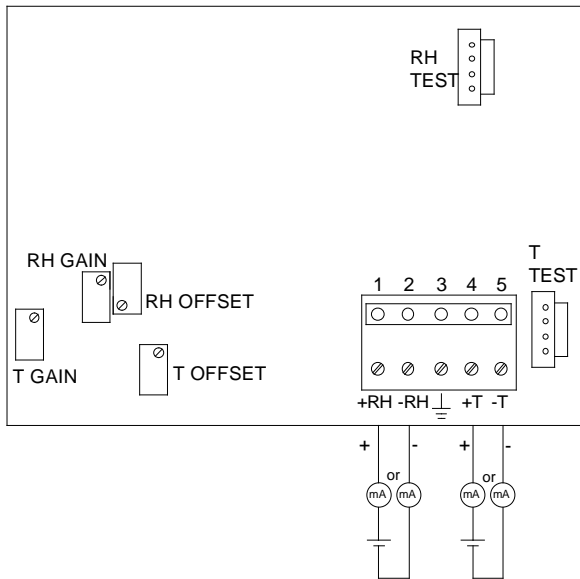 RH
TEST
T
TEST
RH GAIN
RH OFFSET
T GAIN
T OFFSET
1 2 3 4 5
+RH -RH +T -T
+ - + -
or or
mA mA mA mA